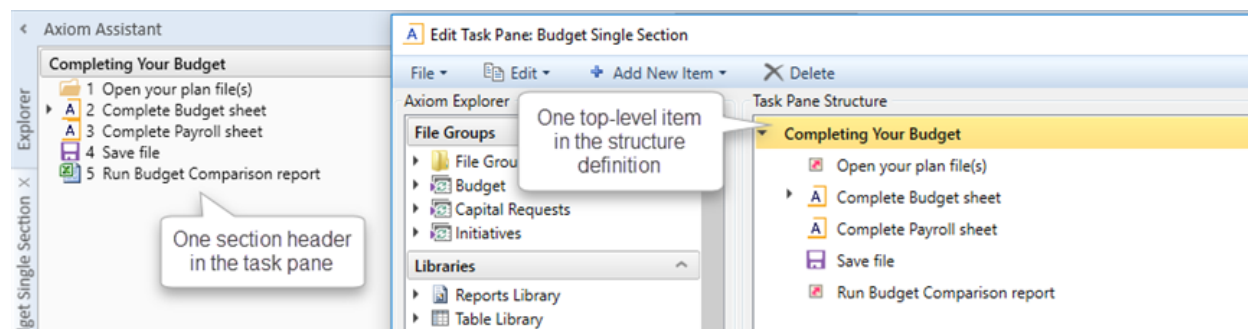 Axiom Assistant
Completing Your Budget
1 Open your plan file(s)
2 Complete Budget sheet
3 Complete Payroll sheet
4 Save file
5 Run Budget Comparison report
One section header
in the task pane
Explorer
get Single Section
Edit Task Pane: Budget Single Section
File
Edit
Add New Item
Delete
Axiom Explorer
File Groups
File Grou
Budget
Capital Requests
Initiatives
Libraries
Reports Library
Table Library
One top-level item
in the structure
definition
Task Pane Structure
Completing Your Budget
Open your plan file(s)
Complete Budget sheet
Complete Payroll sheet
Save file
Run Budget Comparison report